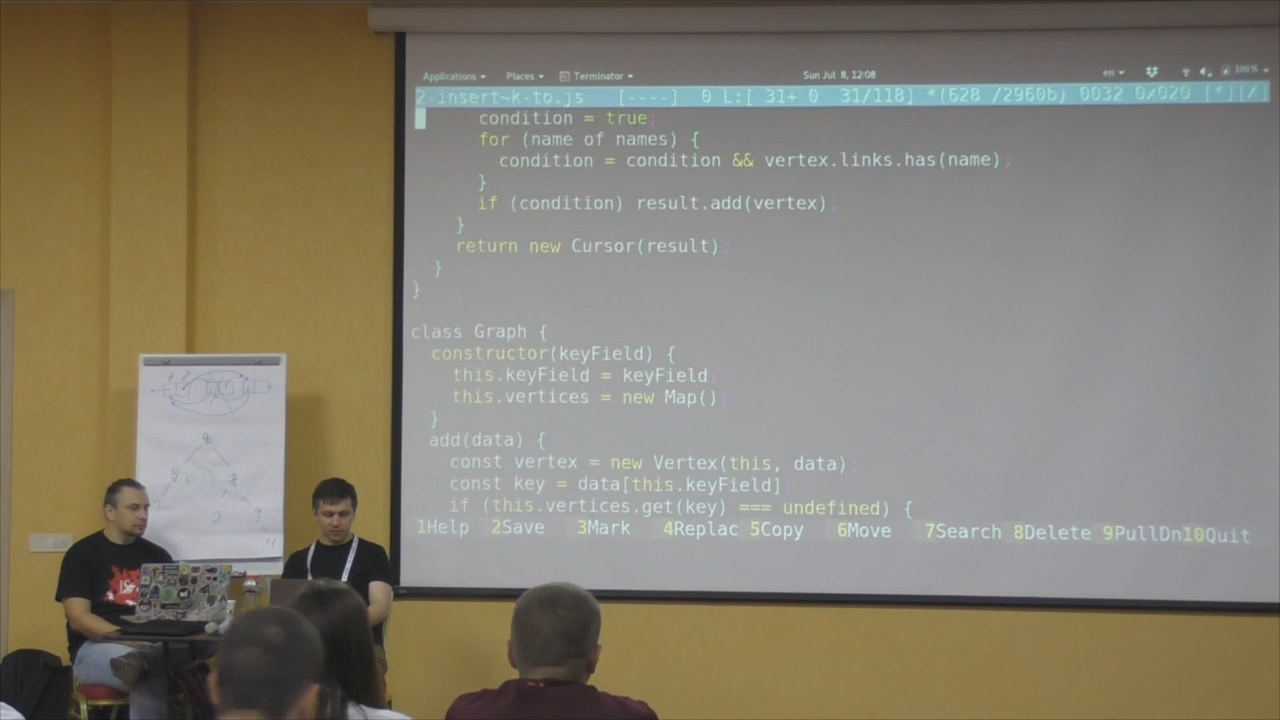 Applications Places Terminator Sun Jul 8, 12:08 en 100%
2-insert~k-to.js [----] 0 L:[ 31+ 0 31/118] *(628 /2960b) 0032 0x020 [*][X]
condition = true;
for (name of names) {
condition = condition && vertex.links.has(name);
}
if (condition) result.add(vertex);
}
return new Cursor(result);
}
}
class Graph {
constructor(keyField) {
this.keyField = keyField;
this.vertices = new Map();
}
add(data) {
const vertex = new Vertex(this, data);
const key = data[this.keyField];
if (this.vertices.get(key) === undefined) {
1Help 2Save 3Mark 4Replac 5Copy 6Move 7Search 8Delete 9PullDn 10Quit